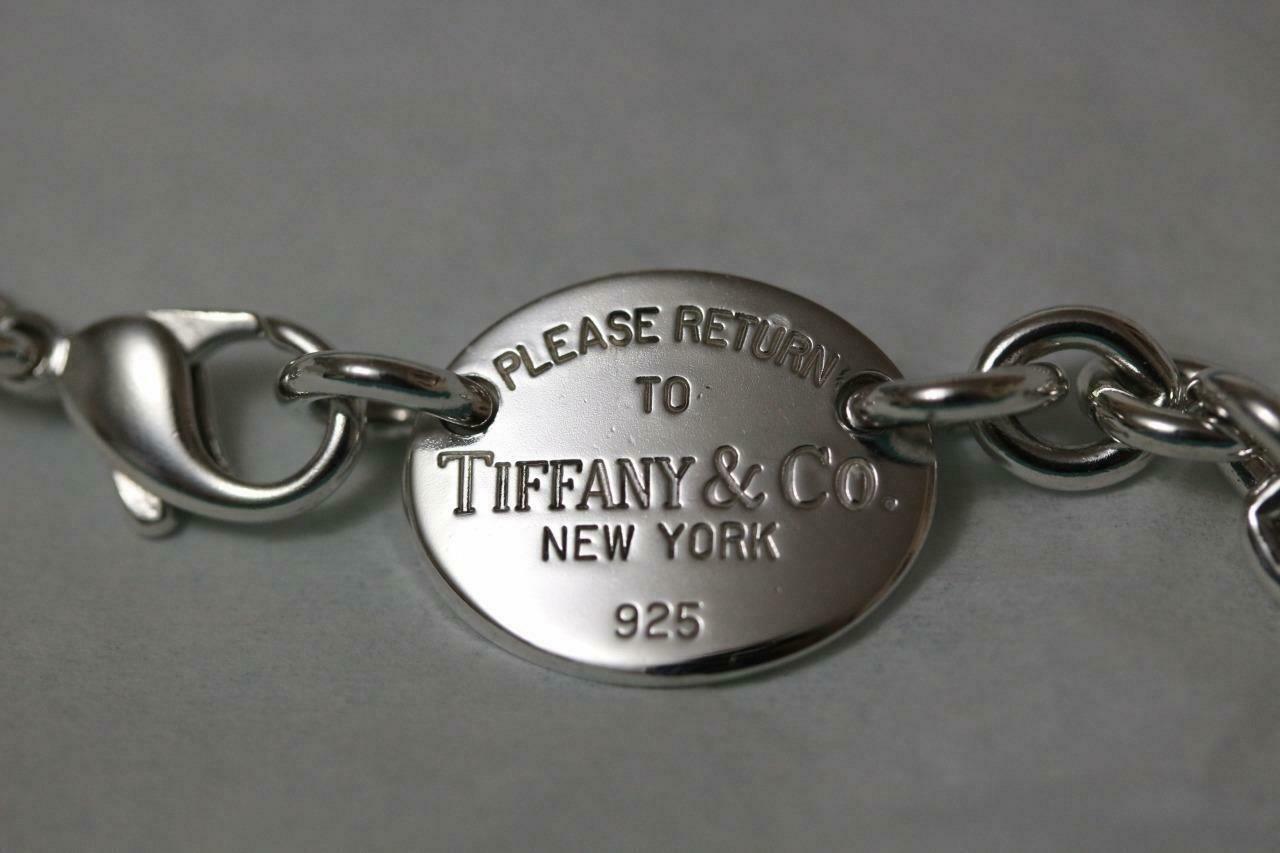 PLEASE RETURN
TO
TIFFANY & CO.
NEW YORK
925